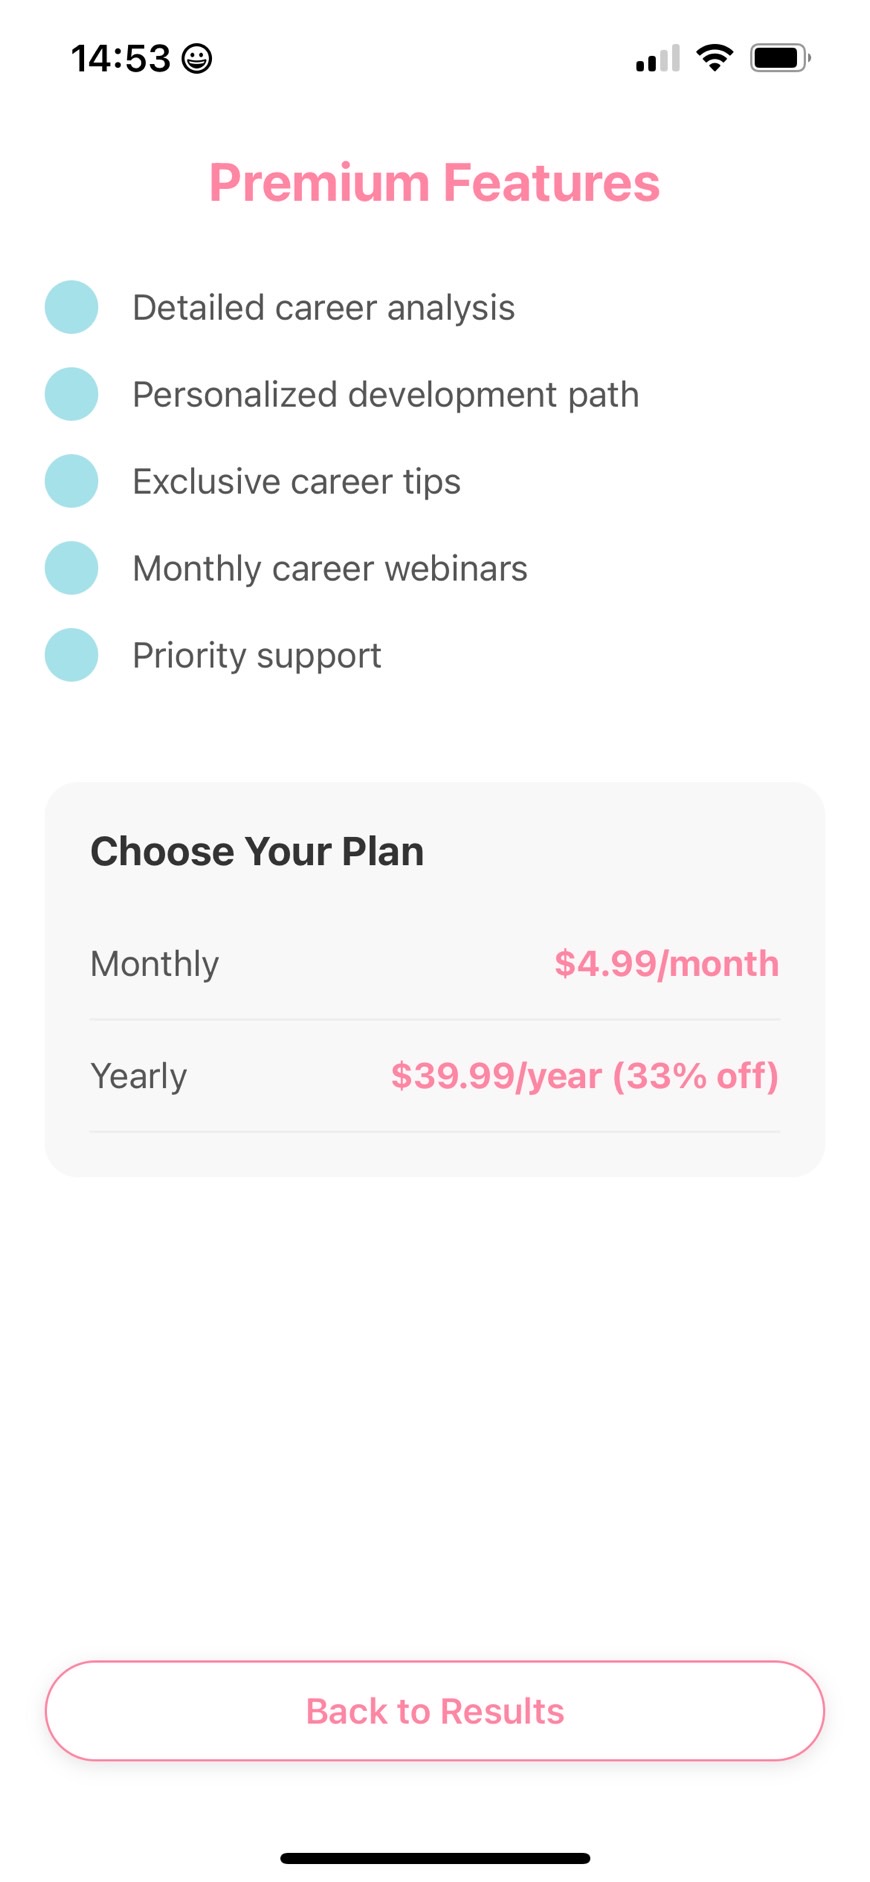 14:53
Premium Features
Detailed career analysis
Personalized development path
Exclusive career tips
Monthly career webinars
Priority support
Choose Your Plan
Monthly $4.99/month
Yearly $39.99/year (33% off)
Back to Results